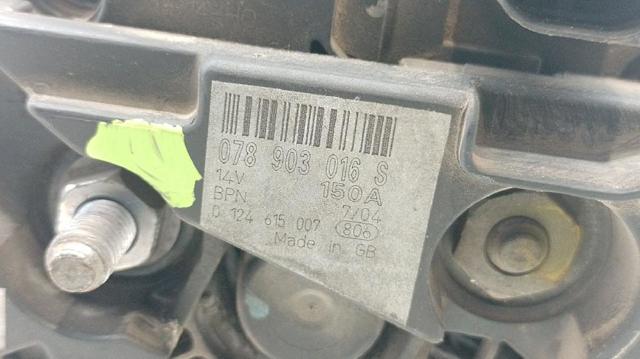 078 903 016 S
14V 150A
BPN 7/04
0 124 615 007 806
Made in GB